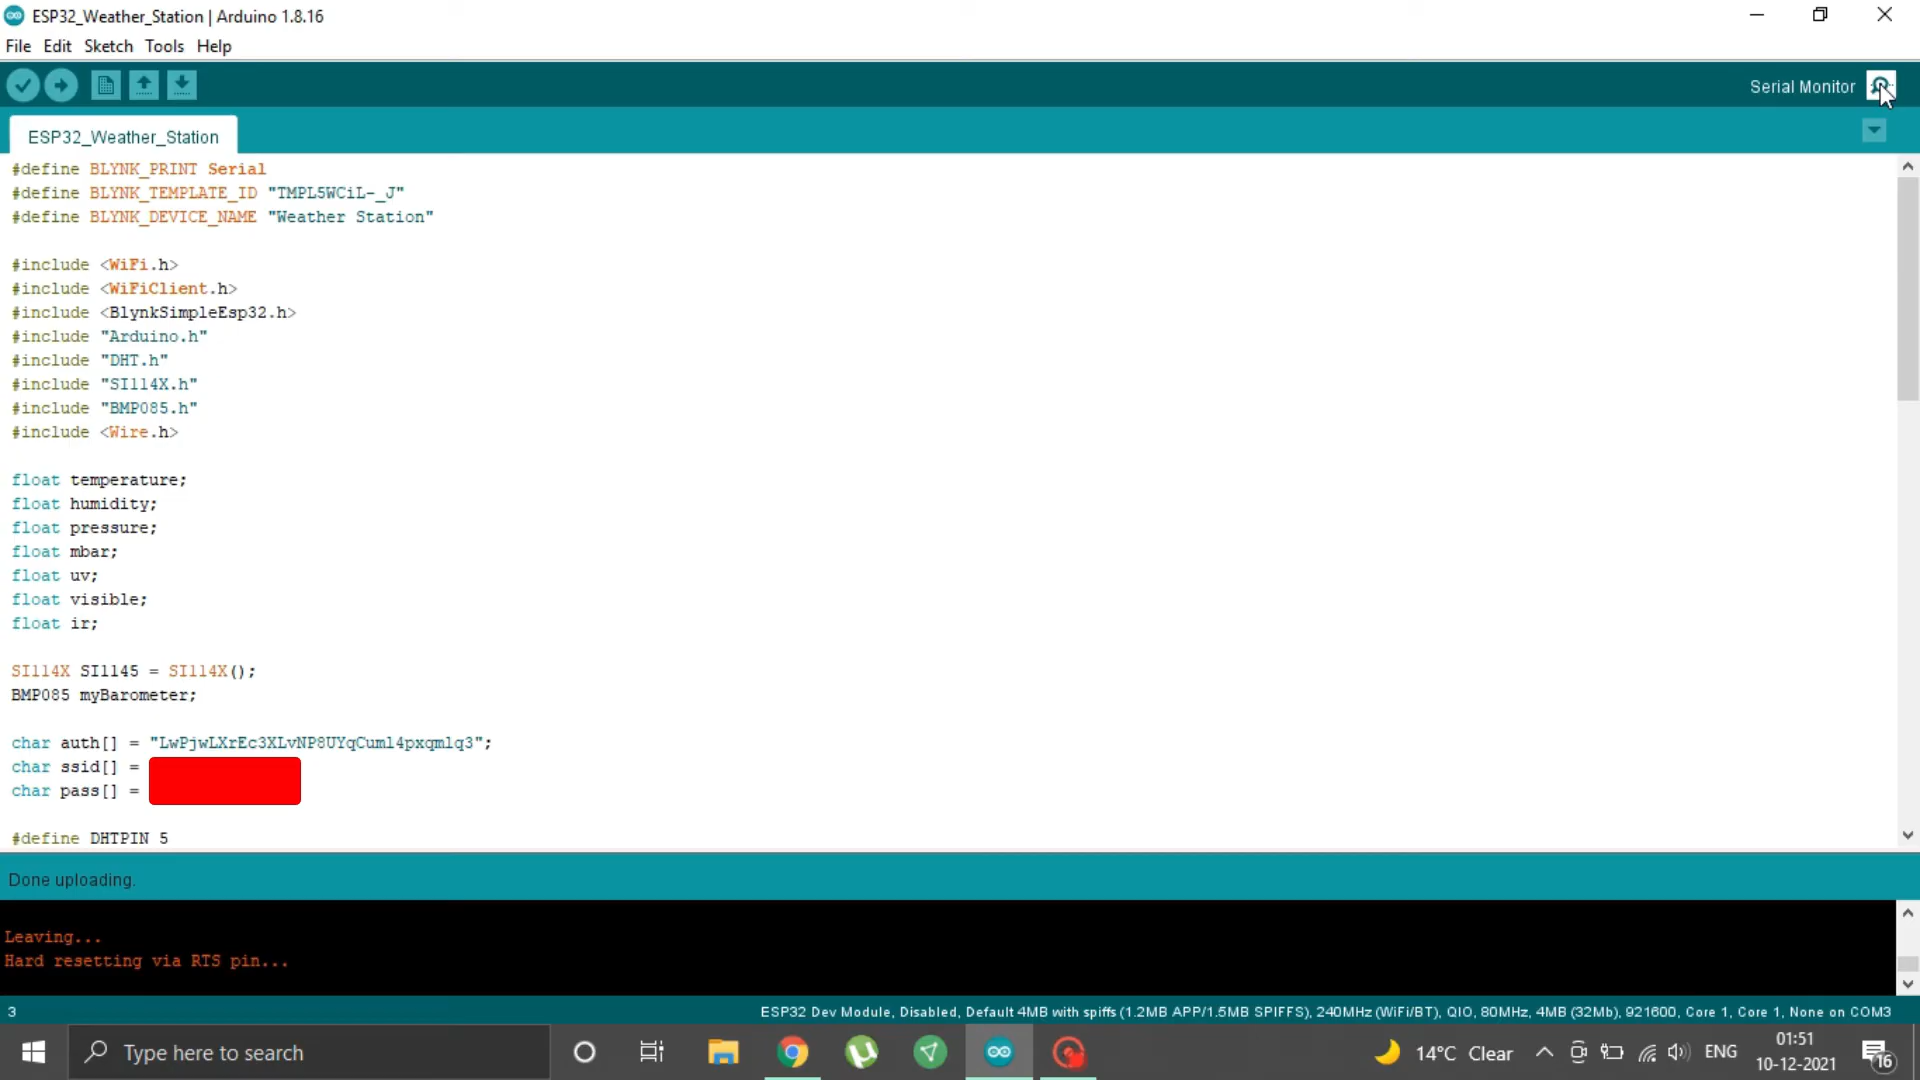 ESP32_Weather_Station | Arduino 1.8.16
File Edit Sketch Tools Help
Serial Monitor
ESP32_Weather_Station
#define BLYNK_PRINT Serial
#define BLYNK_TEMPLATE_ID "TMPL5WCiL-_J"
#define BLYNK_DEVICE_NAME "Weather Station"
#include <WiFi.h>
#include <WiFiClient.h>
#include <BlynkSimpleEsp32.h>
#include "Arduino.h"
#include "DHT.h"
#include "SI114X.h"
#include "BMP085.h"
#include <Wire.h>
float temperature;
float humidity;
float pressure;
float mbar;
float uv;
float visible;
float ir;
SI114X SI1145 = SI114X();
BMP085 myBarometer;
char auth[] = "LwPjwLXrEc3XLvNP8UYqCuml4pxqmlq3";
char ssid[] =
char pass[] =
#define DHTPIN 5
Done uploading.
Leaving...
Hard resetting via RTS pin...
3
ESP32 Dev Module, Disabled, Default 4MB with spiffs (1.2MB APP/1.5MB SPIFFS), 240MHz (WiFi/BT), QIO, 80MHz, 4MB (32Mb), 921600, Core 1, Core 1, None on COM3
Type here to search
14°C Clear
ENG
01:51
10-12-2021
16